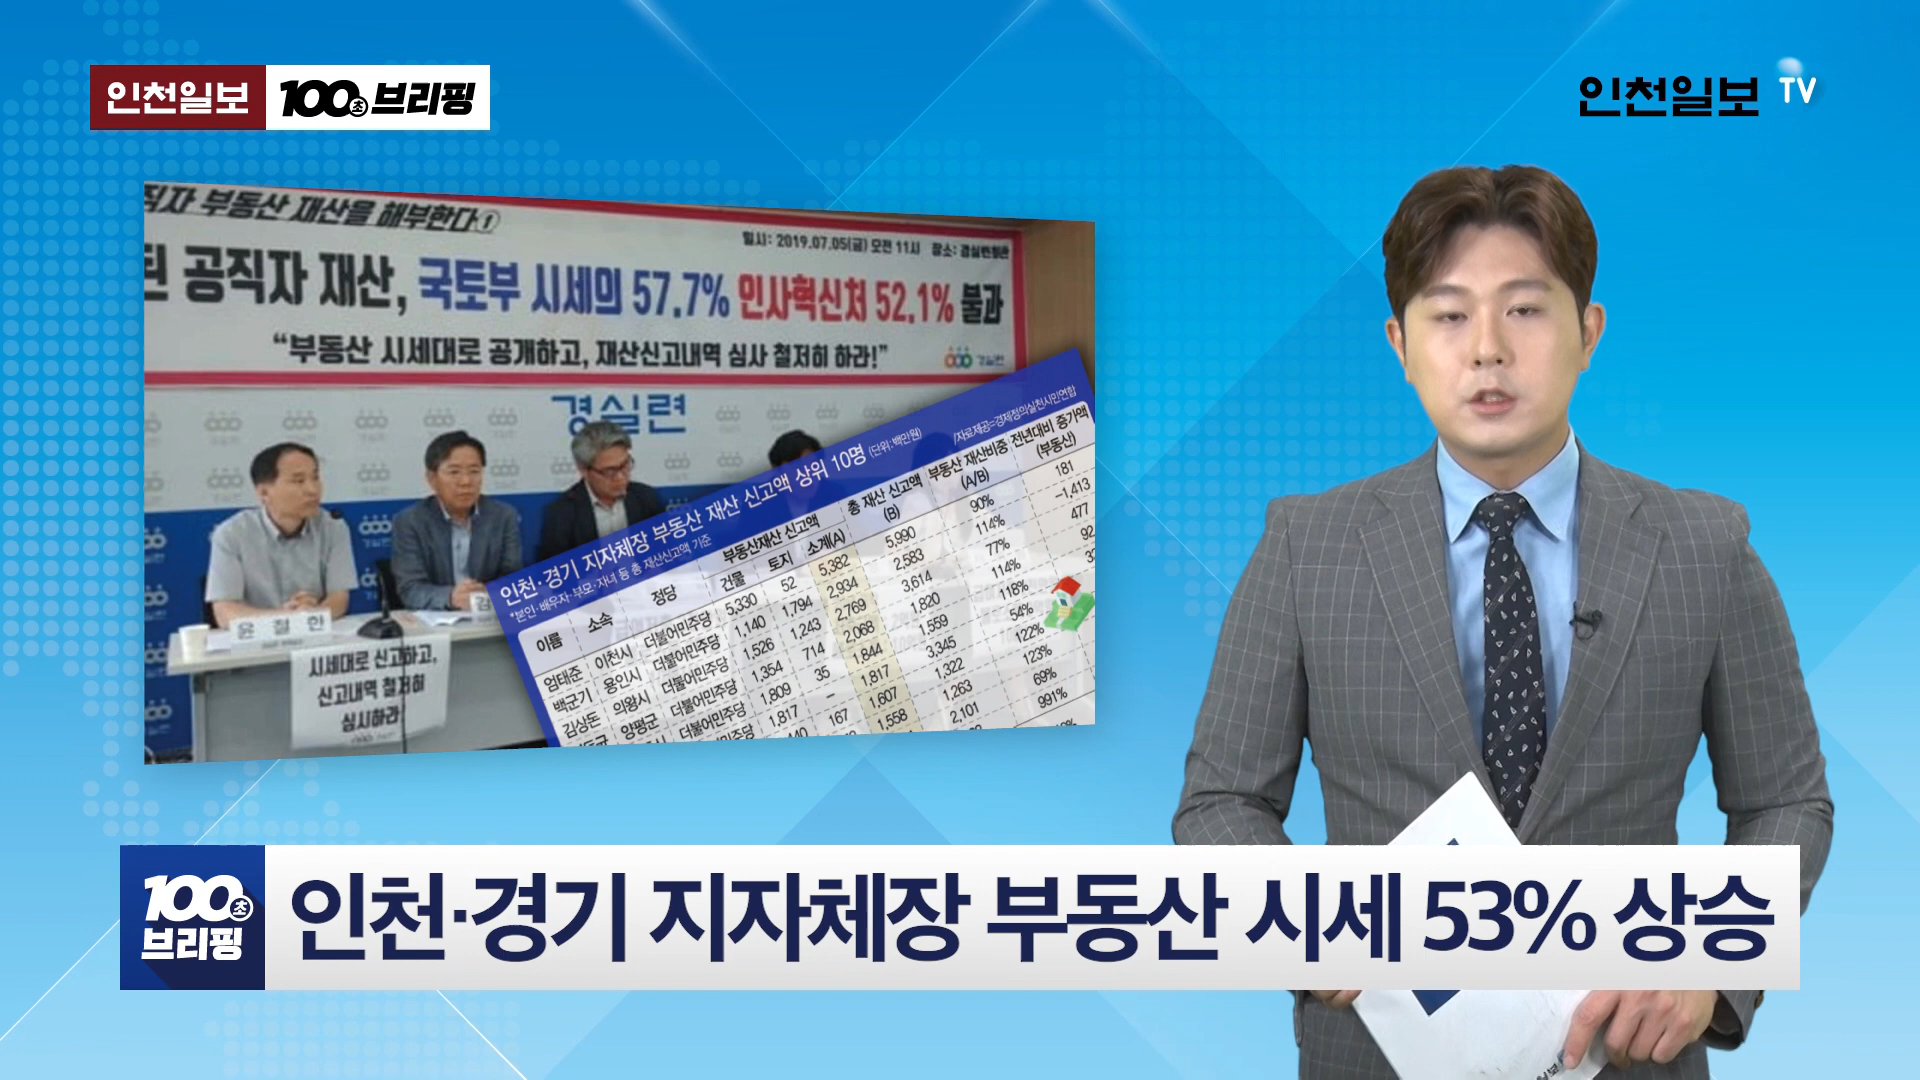 인천일보 100초 브리핑
인천일보 TV
직자 부동산 재산을 해부한다①
일시: 2019.07.05(금) 오전 11시 장소: 경실련회관
된 공직자 재산, 국토부 시세의 57.7% 인사혁신처 52.1% 불과
“부동산 시세대로 공개하고, 재산신고내역 심사 철저히 하라!”
경실련
경실련
윤철한
시세대로 신고하고,
신고내역 철저히
심사하라
인천·경기 지자체장 부동산 재산 신고액 상위 10명 (단위: 백만원)
*본인·배우자·부모·자녀 등 총 재산신고액 기준
/자료제공=경제정의실천시민연합
이름 소속 정당 부동산재산 신고액 총 재산 신고액 (B) 부동산 재산비중 (A/B) 전년대비 증가액 (부동산)
건물 토지 소계(A)
엄태준 이천시 더불어민주당 5,330 52 5,382 5,990 90% 181
백군기 용인시 더불어민주당 1,140 1,794 2,934 2,583 114% -1,413
김상돈 의왕시 더불어민주당 1,526 1,243 2,769 3,614 77% 477
균 양평군 더불어민주당 1,354 714 2,068 1,820 114% 92
시 더불어민주당 1,809 35 1,844 1,559 118%
민주당 1,817 - 1,817 3,345 54%
167 1,607 1,322 122%
1,558 1,263 123%
2,101 69%
991%
100초
브리핑
인천·경기 지자체장 부동산 시세 53% 상승